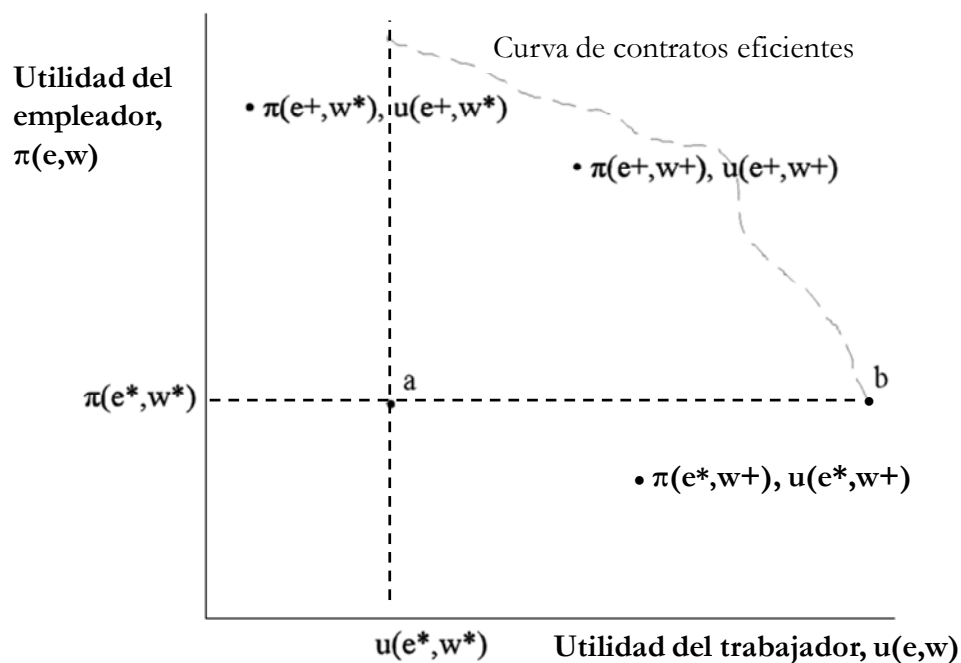 Curva de contratos eficientes
Utilidad del
empleador,
π(e,w)
• π(e+,w*), u(e+,w*)
• π(e+,w+), u(e+,w+)
a
b
π(e*,w*)
• π(e*,w+), u(e*,w+)
u(e*,w*)
Utilidad del trabajador, u(e,w)